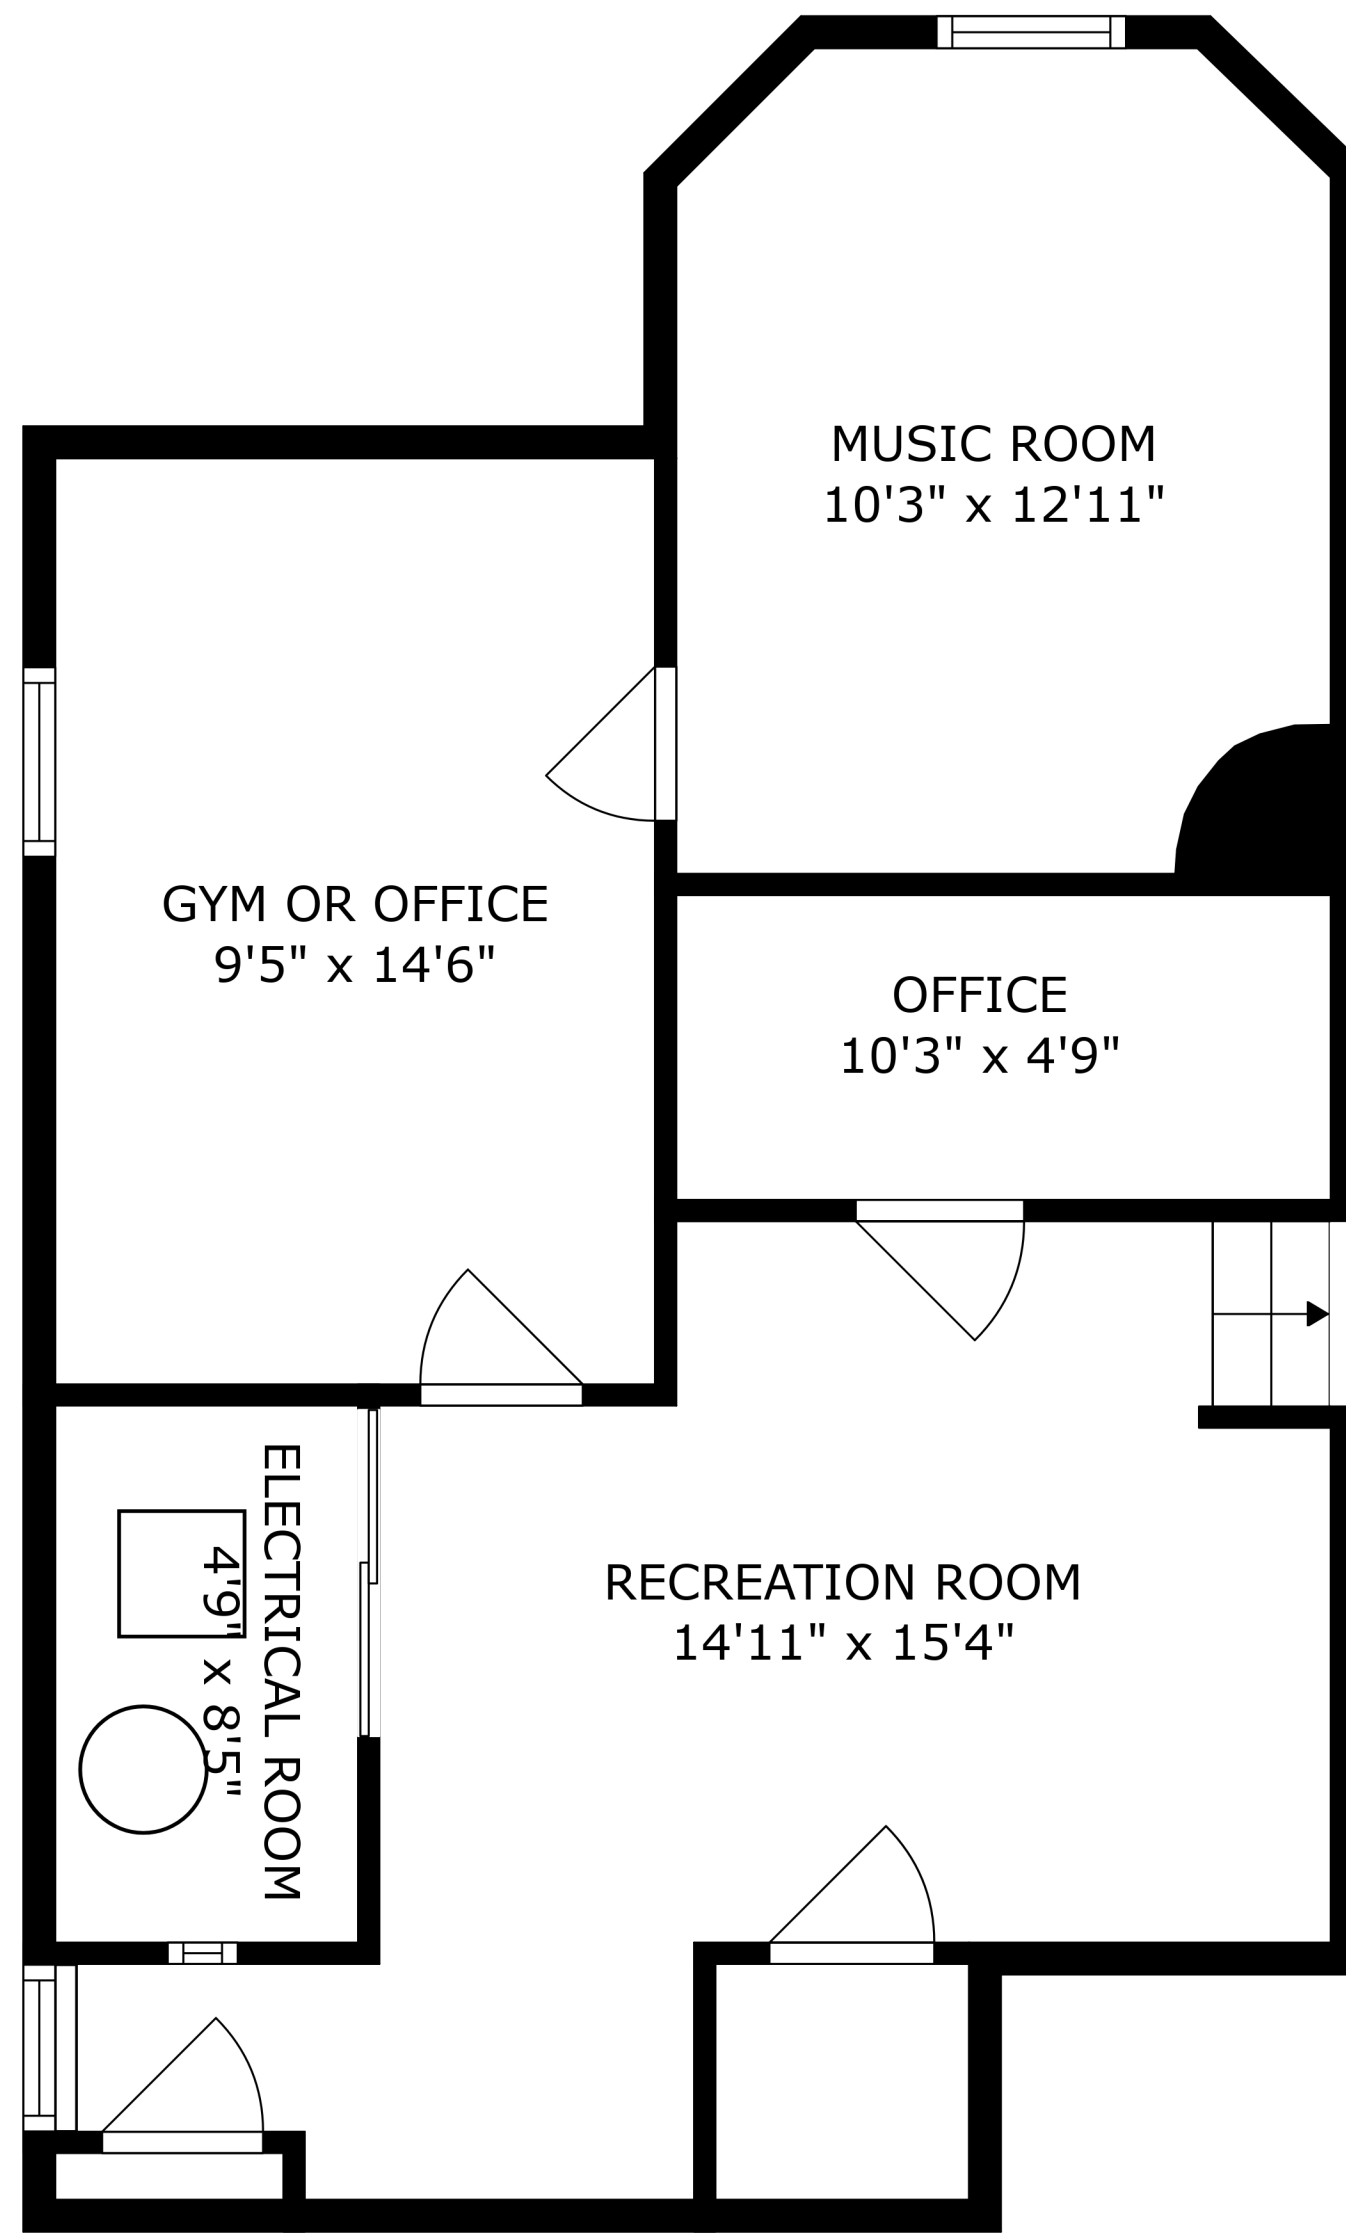 MUSIC ROOM
10'3" x 12'11"
GYM OR OFFICE
9'5" x 14'6"
OFFICE
10'3" x 4'9"
ELECTRICAL ROOM
4'9" x 8'5"
RECREATION ROOM
14'11" x 15'4"